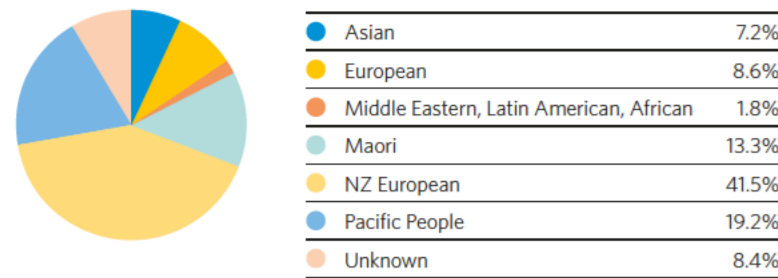 Asian 7.2%
European 8.6%
Middle Eastern, Latin American, African 1.8%
Maori 13.3%
NZ European 41.5%
Pacific People 19.2%
Unknown 8.4%